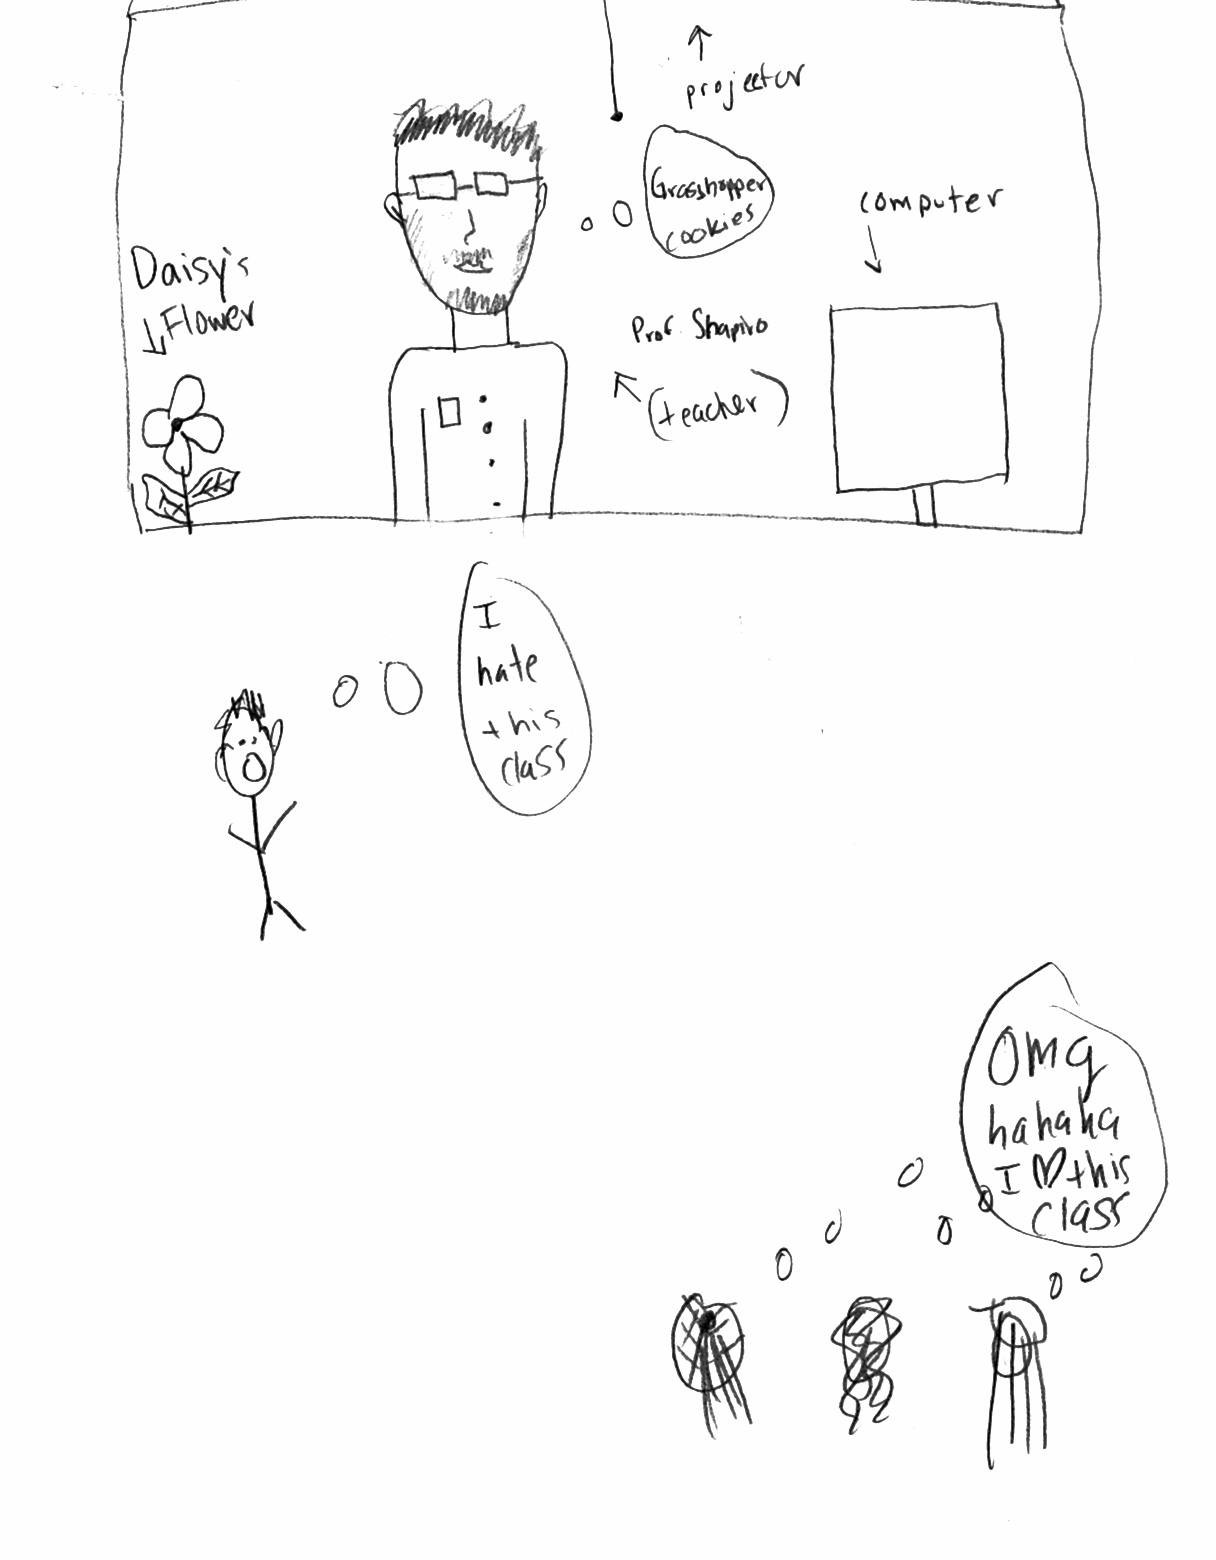 projector
Grasshopper
cookies
computer
Daisy's
Flower
Prof. Shapiro
(teacher)
I
hate
this
class
OMG
hahaha
I ♡ this
class